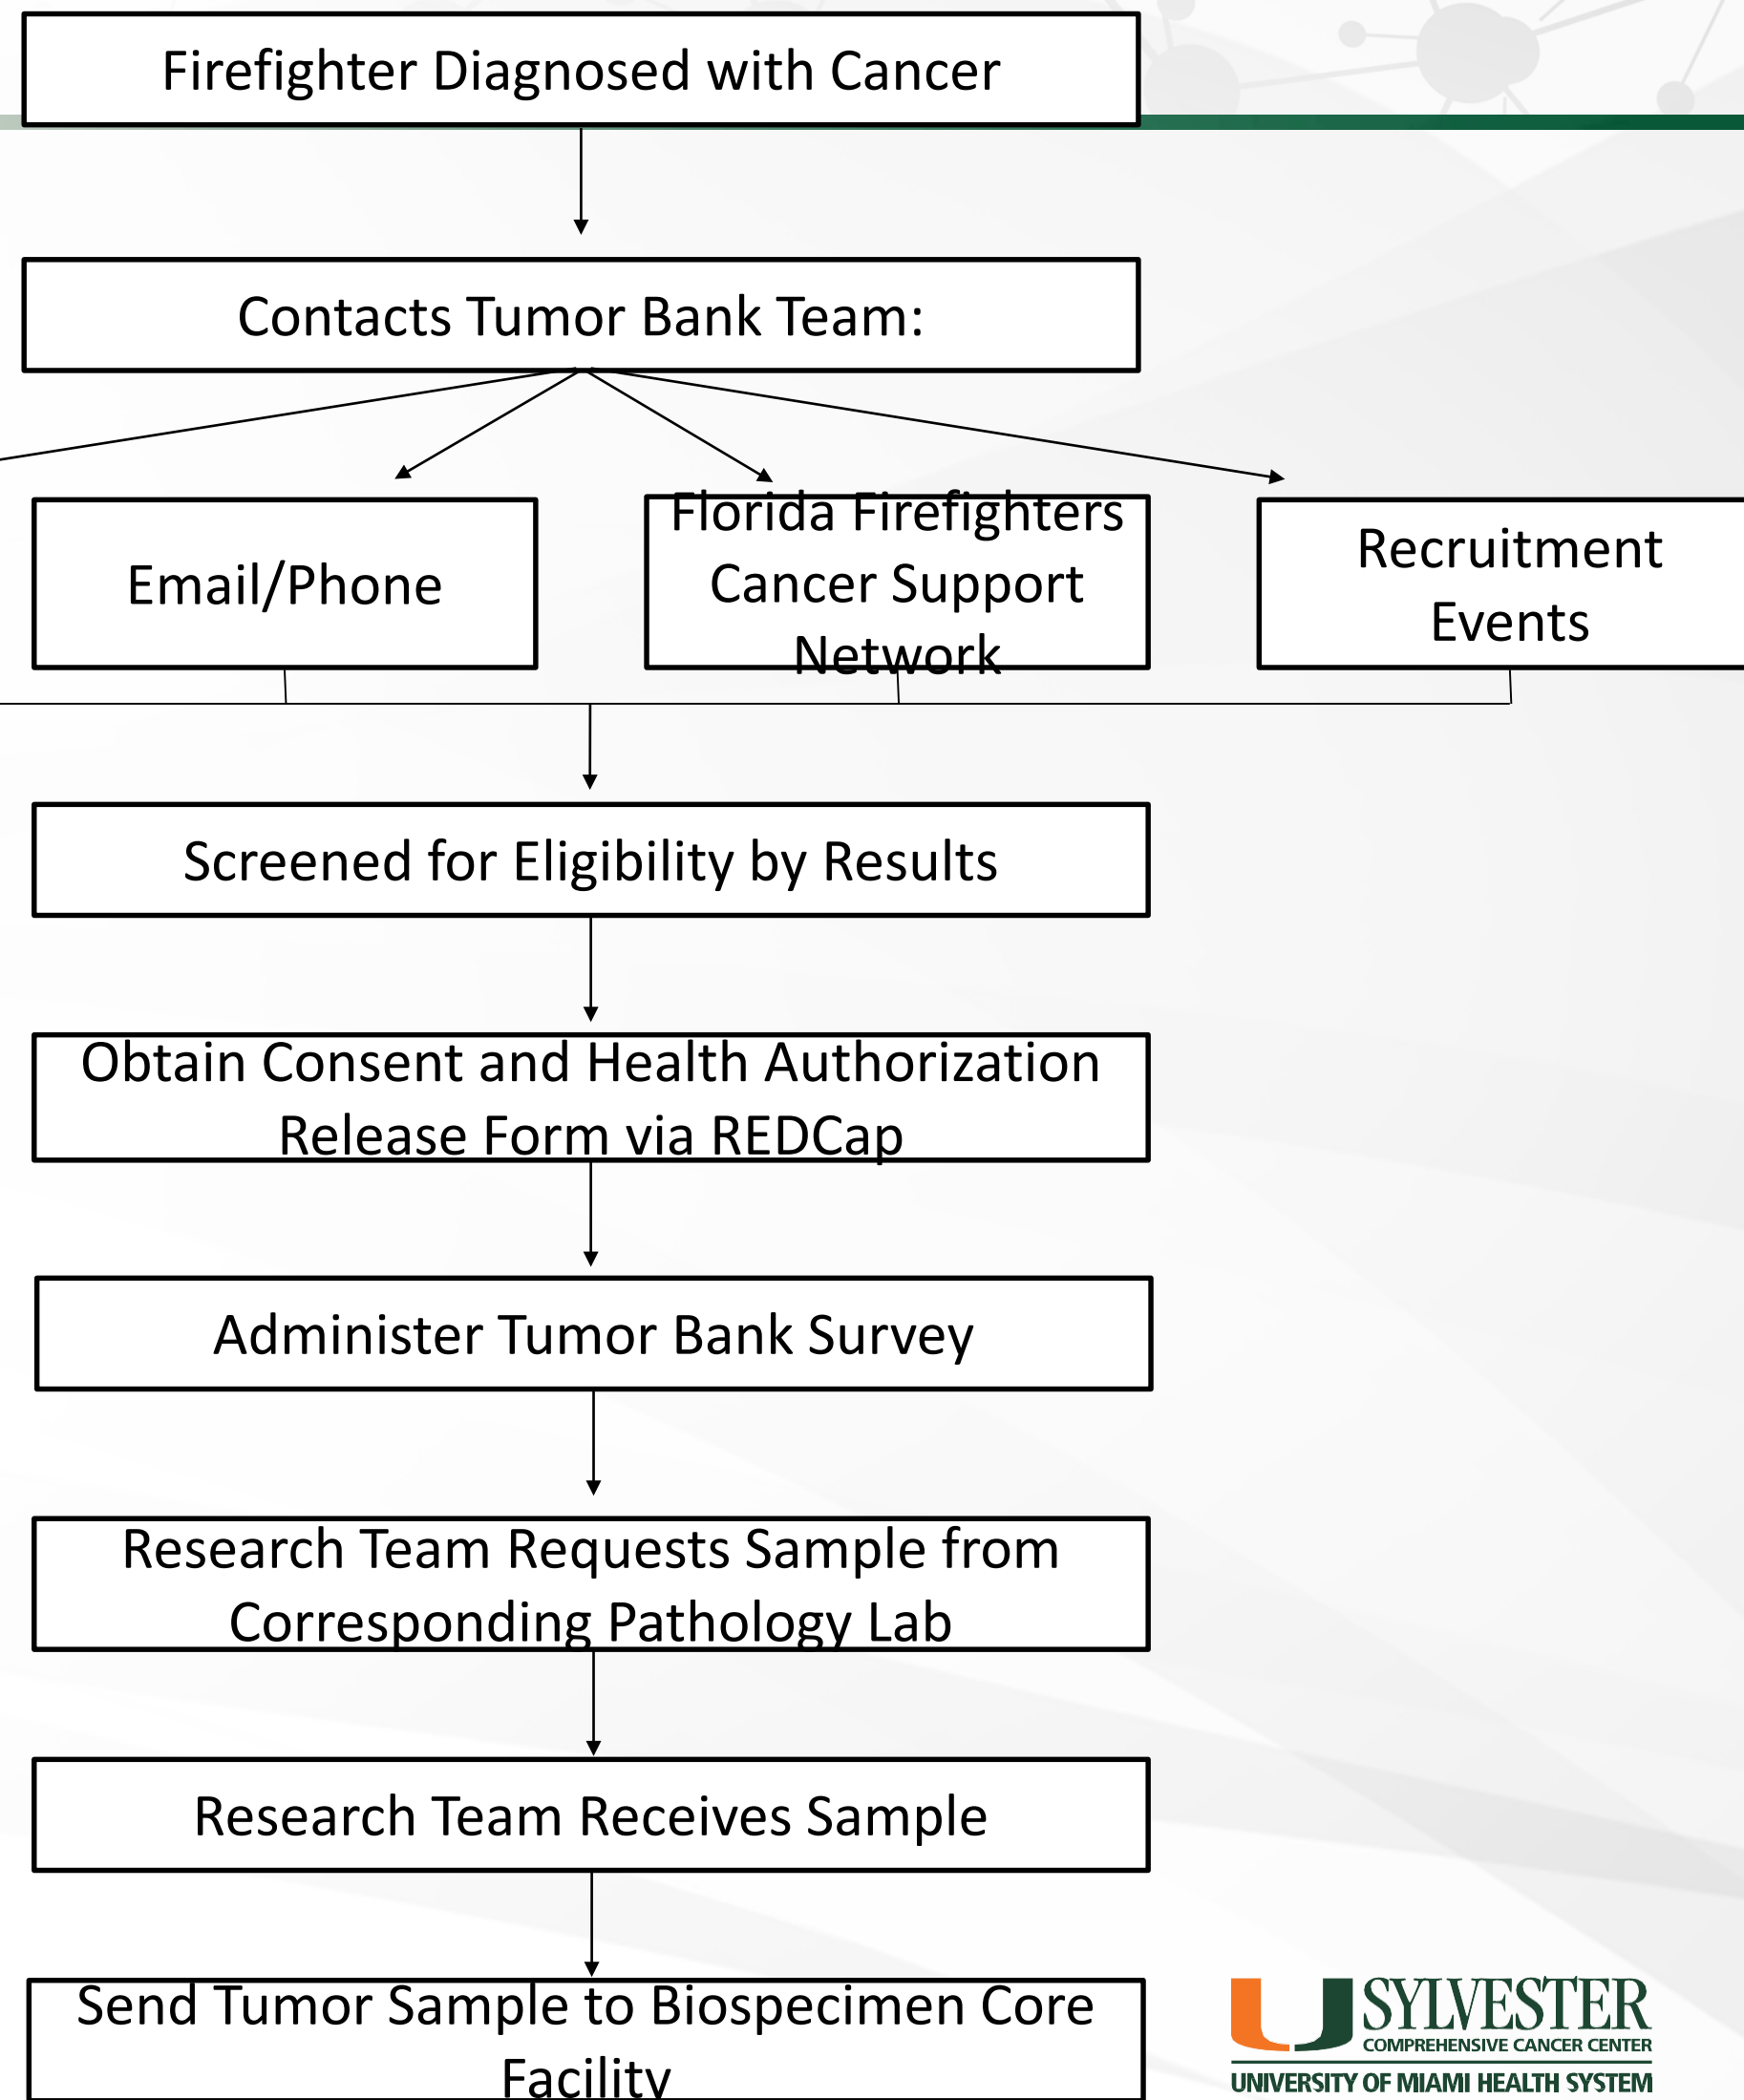 Firefighter Diagnosed with Cancer
Contacts Tumor Bank Team:
Email/Phone
Florida Firefighters
Cancer Support
Network
Recruitment
Events
Screened for Eligibility by Results
Obtain Consent and Health Authorization
Release Form via REDCap
Administer Tumor Bank Survey
Research Team Requests Sample from
Corresponding Pathology Lab
Research Team Receives Sample
Send Tumor Sample to Biospecimen Core
Facility
SYLVESTER
COMPREHENSIVE CANCER CENTER
UNIVERSITY OF MIAMI HEALTH SYSTEM